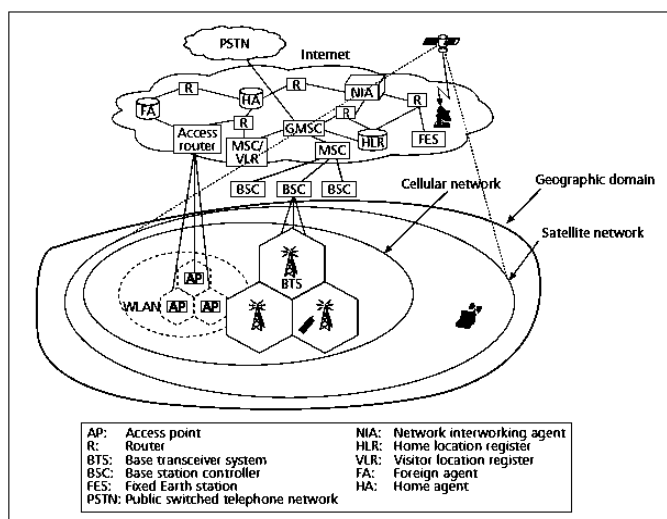 PSTN
Internet
R
R
NIA
HA
R
FA
R
R
GMSC
Access
router
MSC/
VLR
HLR
FES
MSC
BSC
BSC
BSC
Cellular network
Geographic domain
Satellite network
BTS
AP
WLAN
AP
AP
AP: Access point
R: Router
BTS: Base transceiver system
BSC: Base station controller
FES: Fixed Earth station
PSTN: Public switched telephone network
NIA: Network interworking agent
HLR: Home location register
VLR: Visitor location register
FA: Foreign agent
HA: Home agent